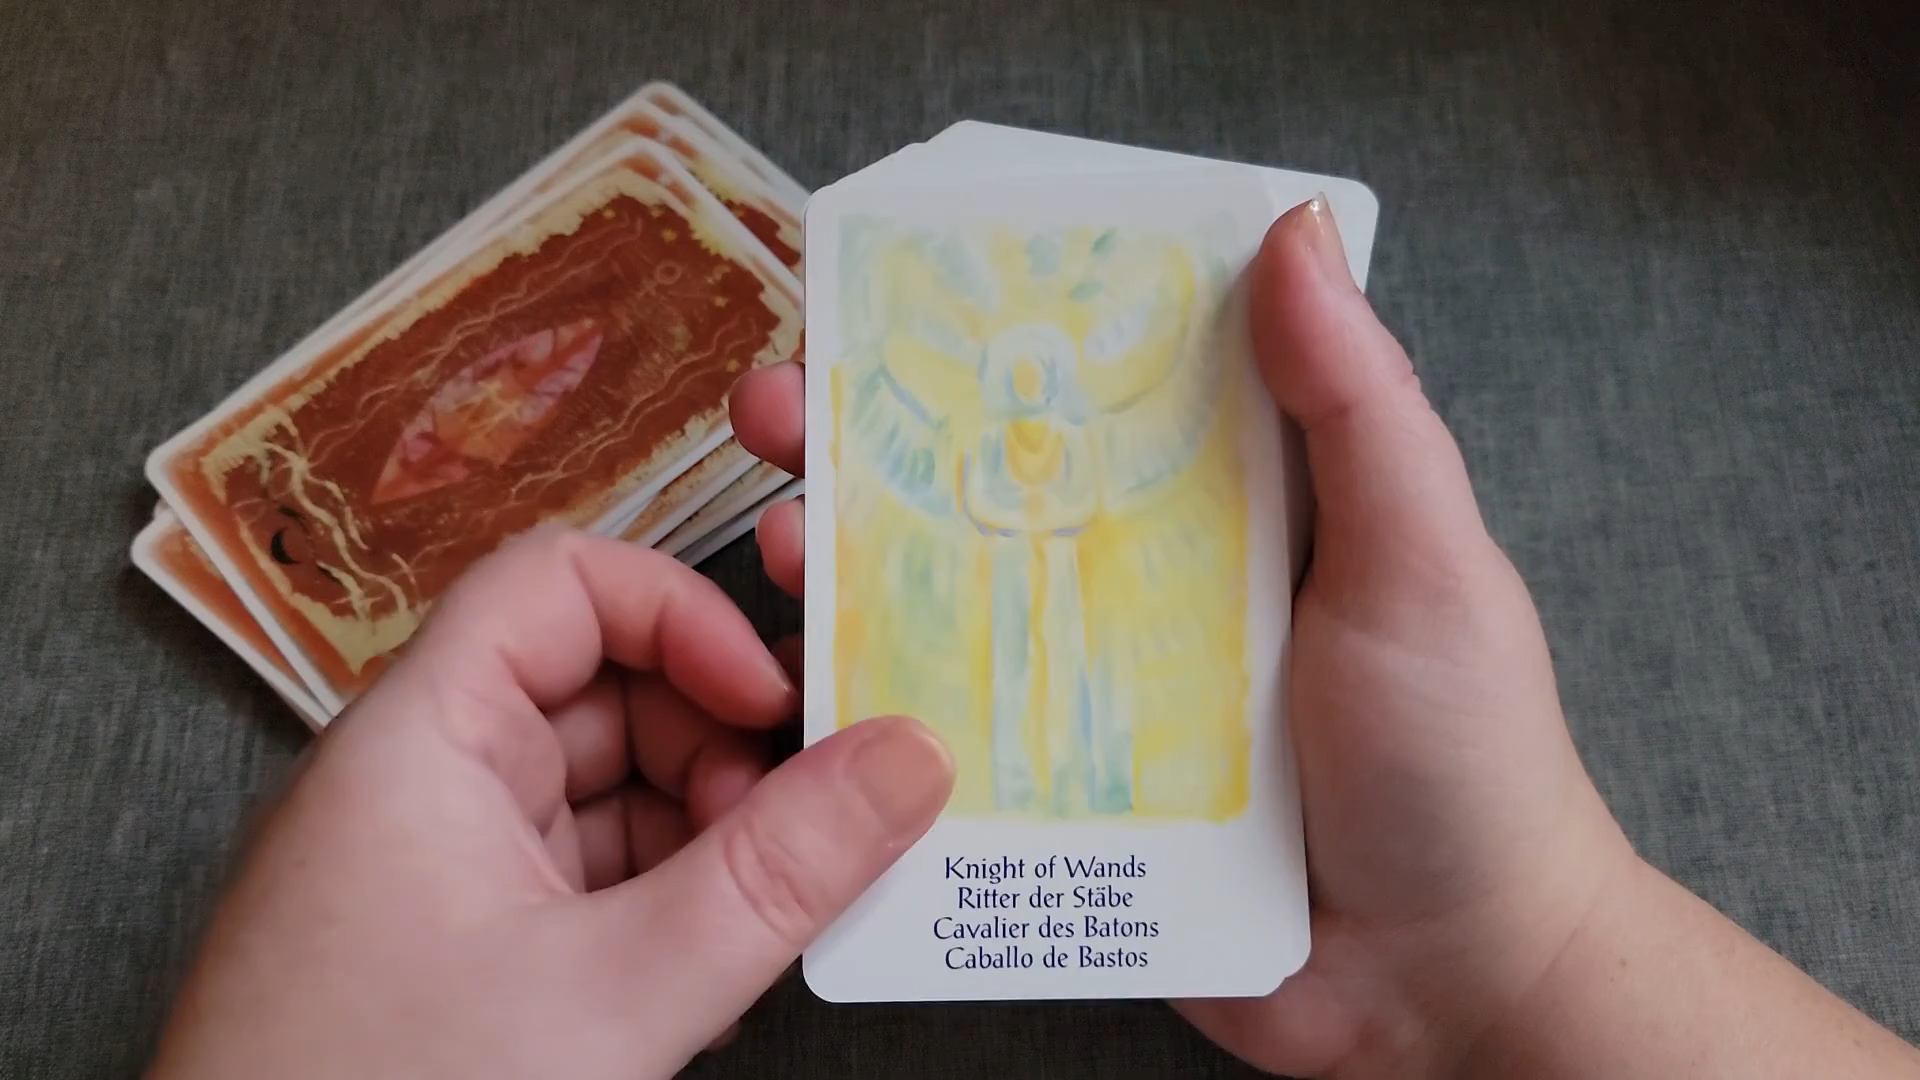 Knight of Wands
Ritter der Stäbe
Cavalier des Batons
Caballo de Bastos